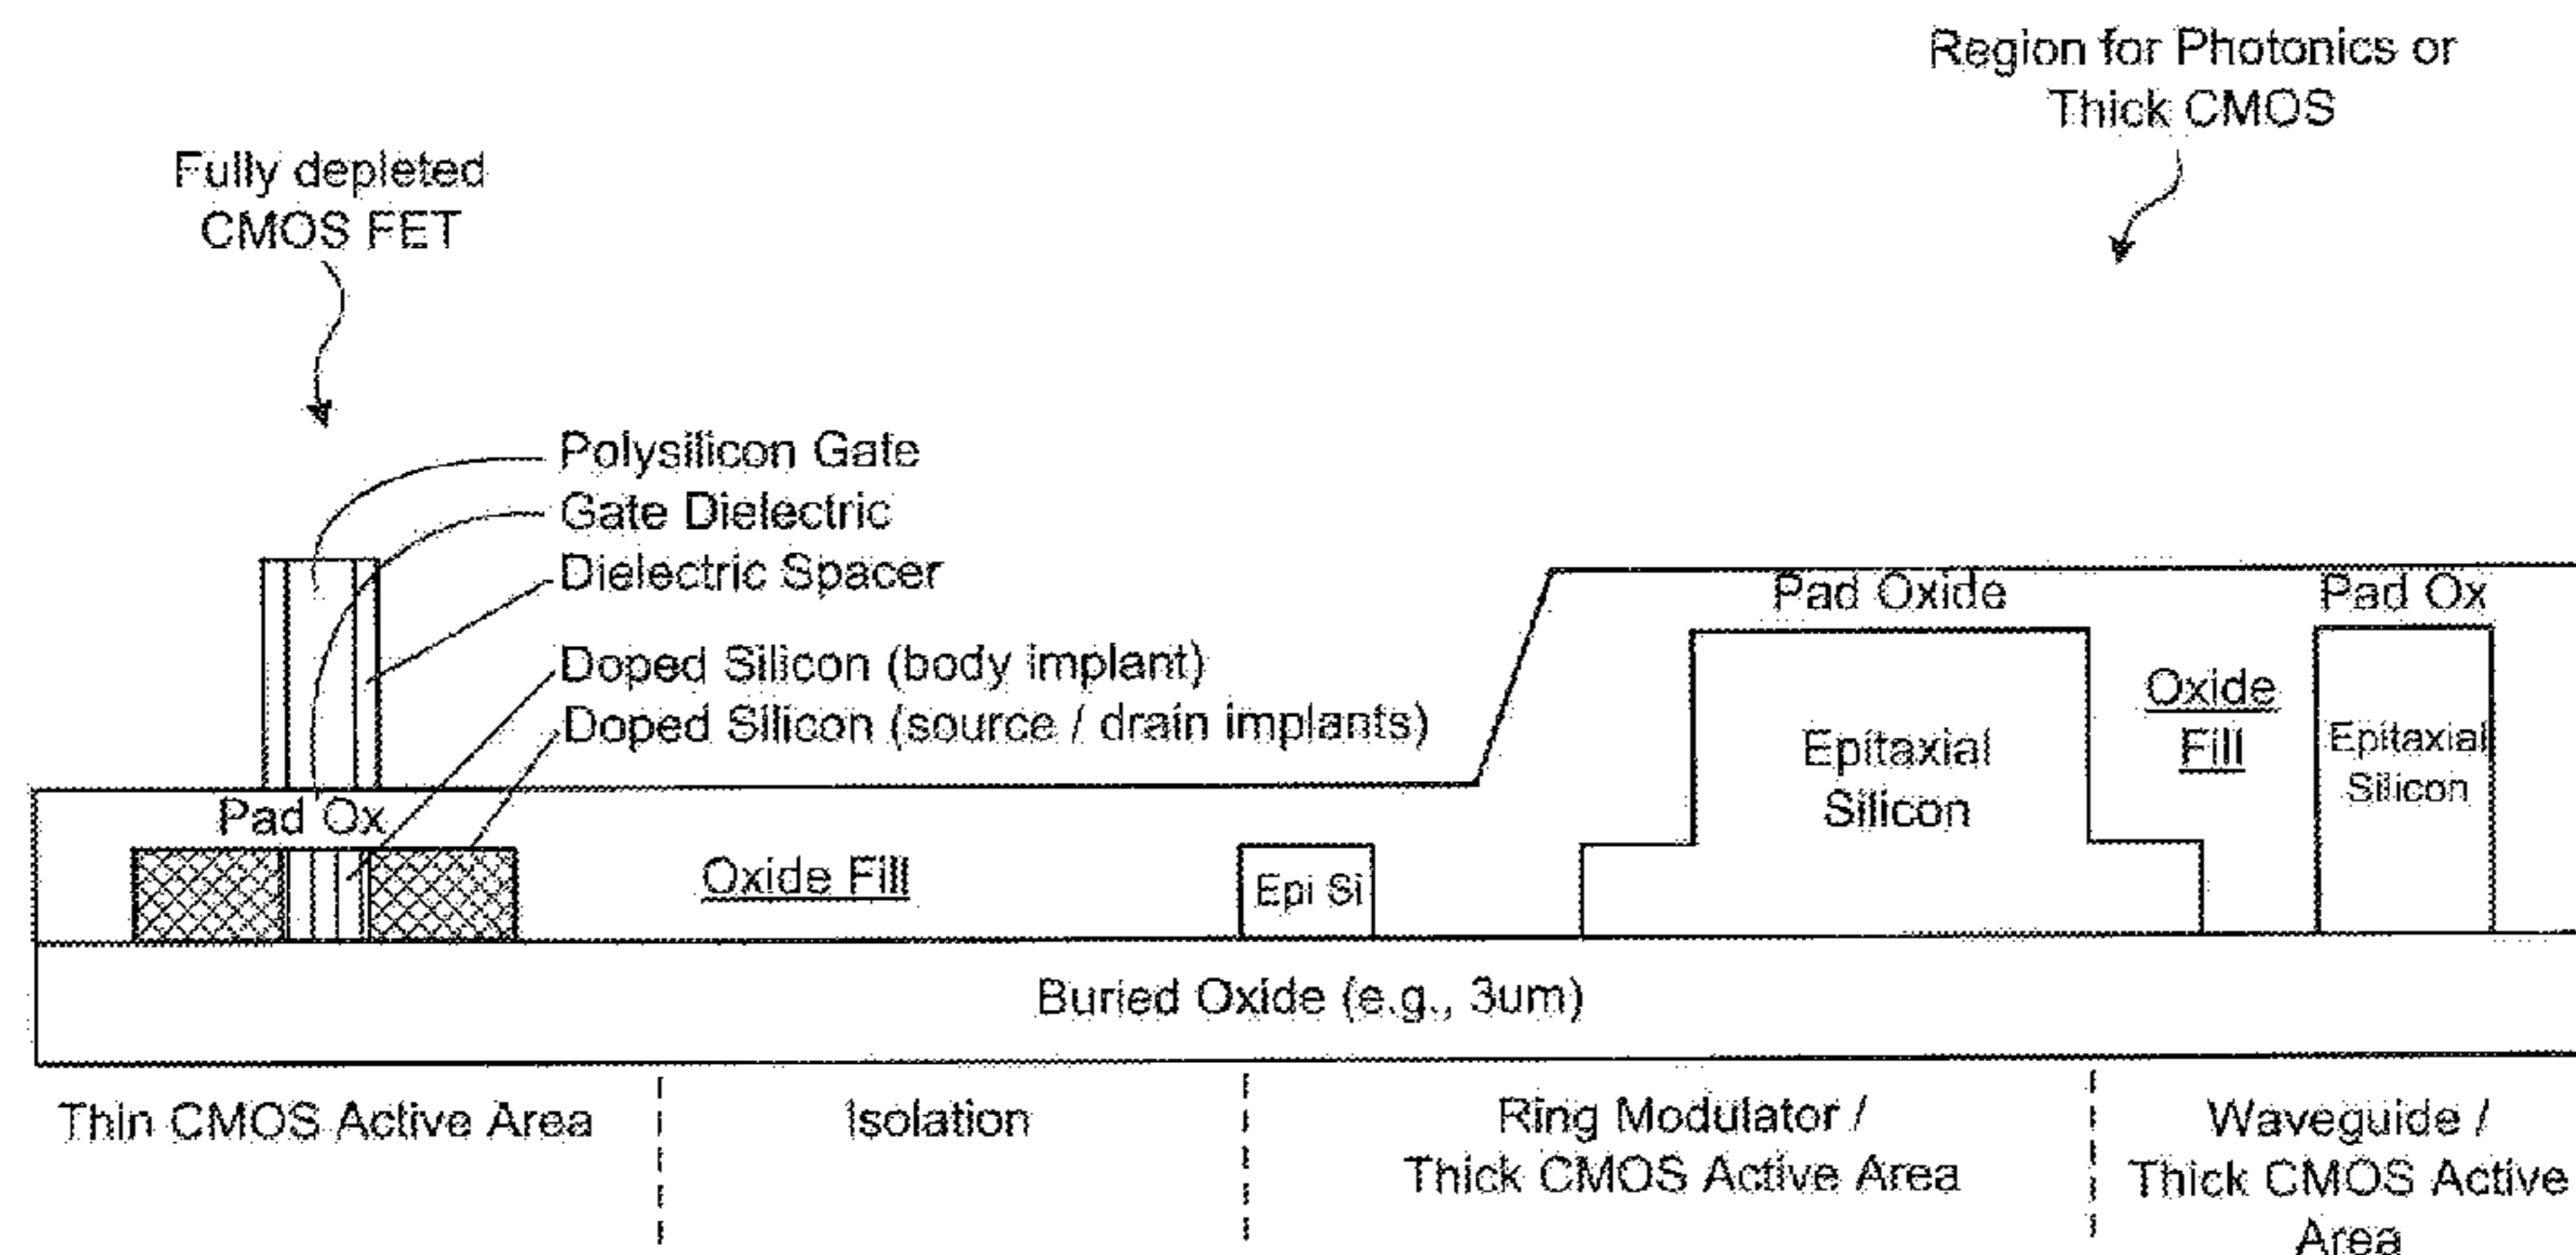 Region for Photonics or
Thick CMOS
Fully depleted
CMOS FET
Polysilicon Gate
Gate Dielectric
Dielectric Spacer
Doped Silicon (body implant)
Doped Silicon (source / drain implants)
Pad Oxide
Pad Ox
Oxide
Fill
Epitaxial
Silicon
Epitaxial
Silicon
Pad Ox
Oxide Fill
Epi Si
Buried Oxide (e.g., 3um)
Thin CMOS Active Area
Isolation
Ring Modulator /
Thick CMOS Active Area
Waveguide /
Thick CMOS Active
Area